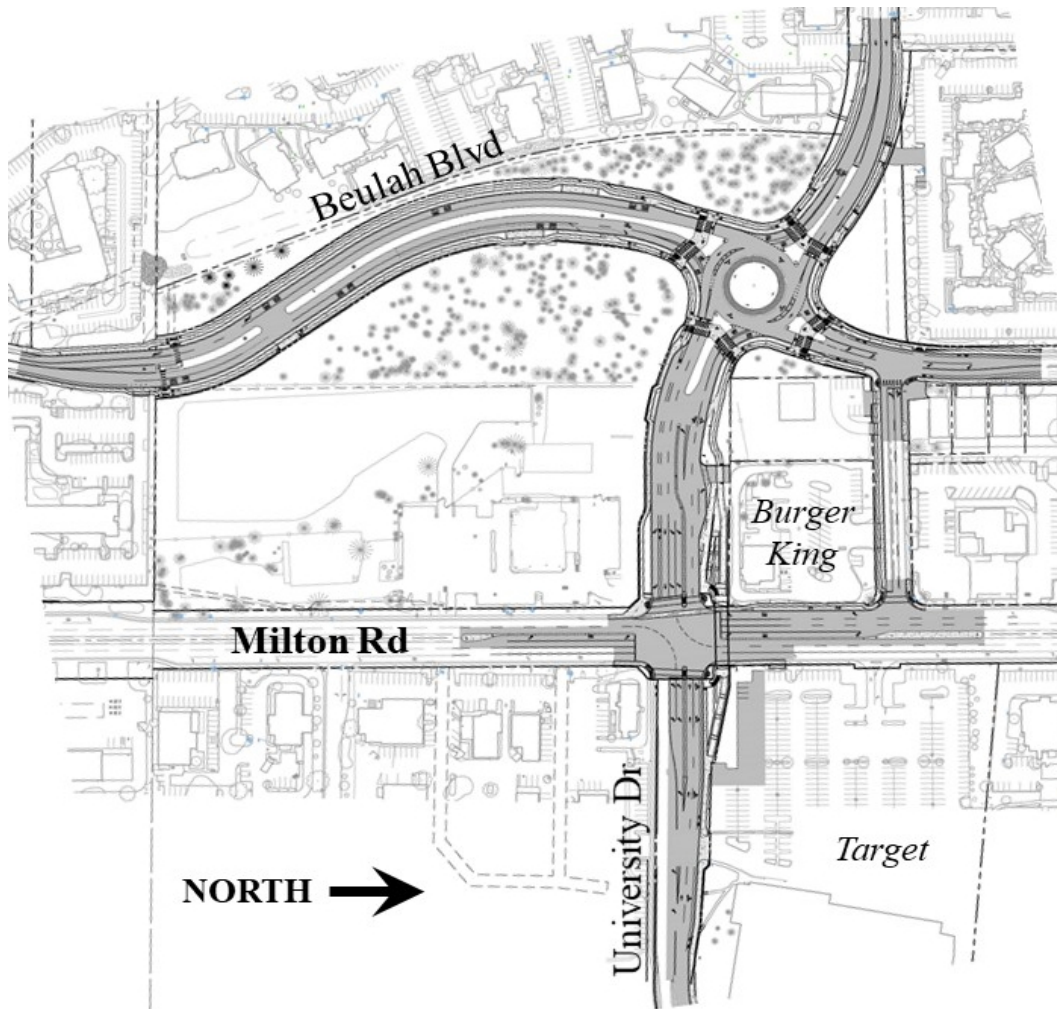 Beulah Blvd
Burger
King
Milton Rd
University Dr
Target
NORTH